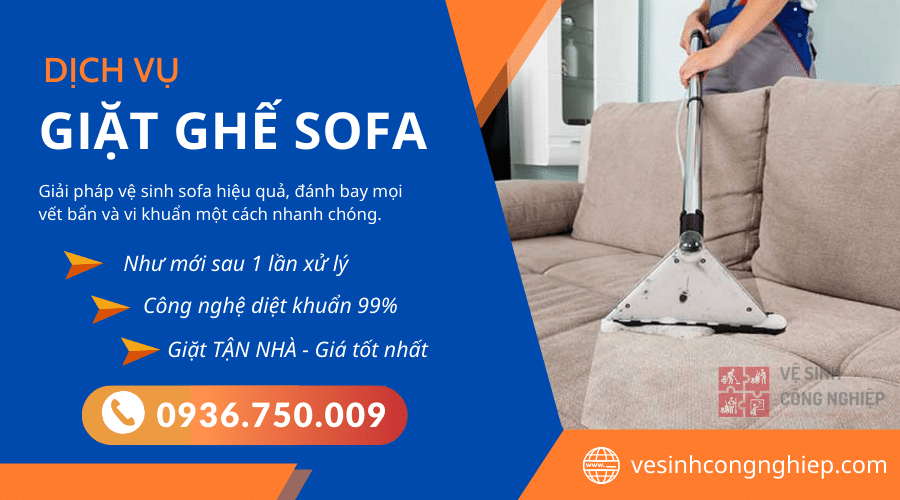 DỊCH VỤ
GIẶT GHẾ SOFA
Giải pháp vệ sinh sofa hiệu quả, đánh bay mọi
vết bẩn và vi khuẩn một cách nhanh chóng.
Như mới sau 1 lần xử lý
Công nghệ diệt khuẩn 99%
Giặt TẬN NHÀ - Giá tốt nhất
0936.750.009
VỆ SINH
CÔNG NGHIỆP
www.
vesinhcongnghiep.com